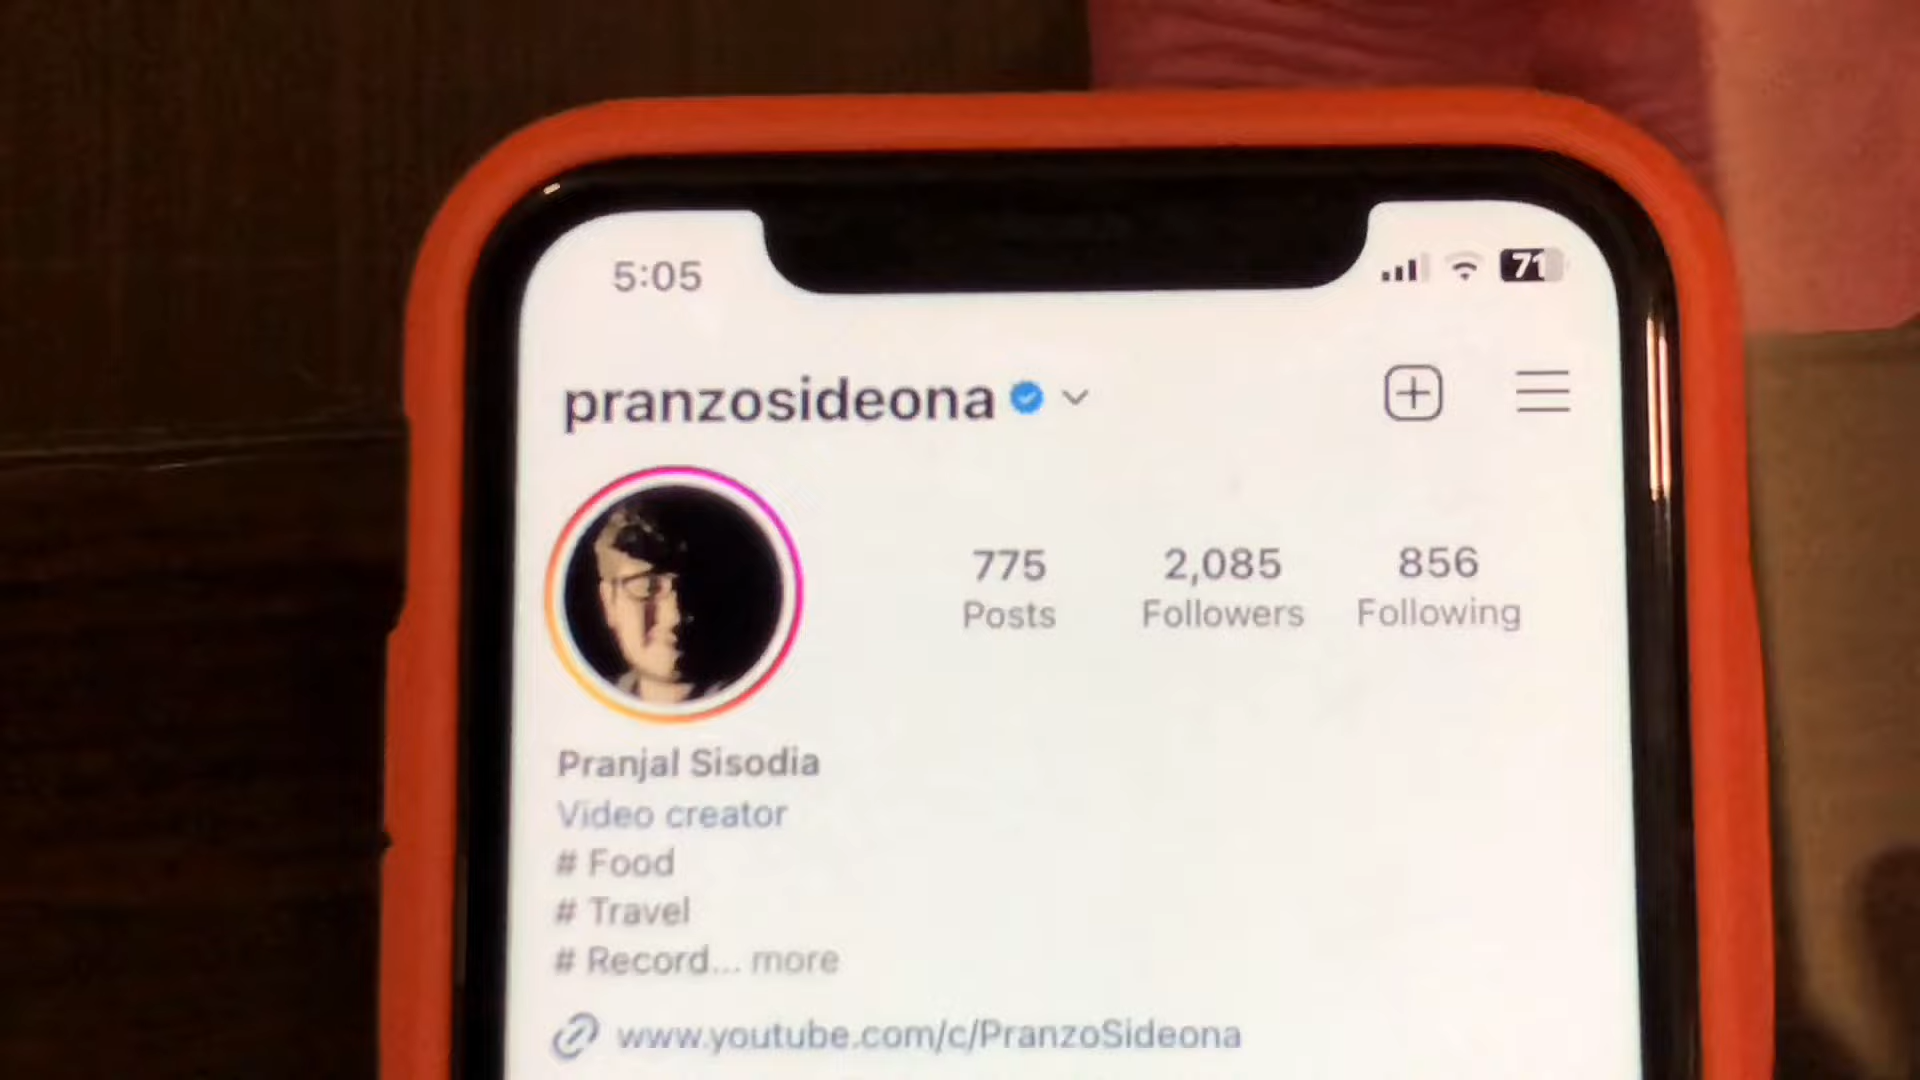 5:05 71
pranzosideona
775 2,085 856
Posts Followers Following
Pranjal Sisodia
Video creator
# Food
# Travel
# Record... more
www.youtube.com/c/PranzoSideona